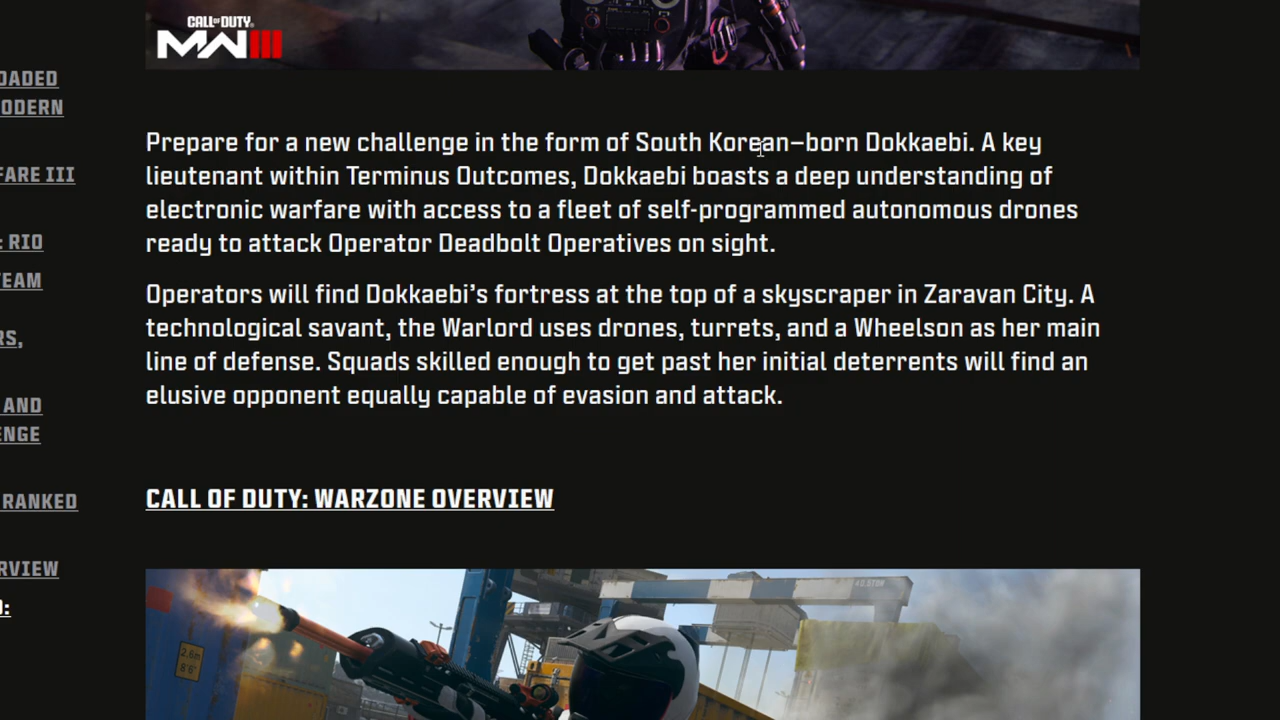 CALL OF DUTY
MWIII
OADED
ODERN
FARE III
: RIO
EAM
RS,
AND
ENGE
RANKED
RVIEW
D:
Prepare for a new challenge in the form of South Korean–born Dokkaebi. A key
lieutenant within Terminus Outcomes, Dokkaebi boasts a deep understanding of
electronic warfare with access to a fleet of self-programmed autonomous drones
ready to attack Operator Deadbolt Operatives on sight.
Operators will find Dokkaebi’s fortress at the top of a skyscraper in Zaravan City. A
technological savant, the Warlord uses drones, turrets, and a Wheelson as her main
line of defense. Squads skilled enough to get past her initial deterrents will find an
elusive opponent equally capable of evasion and attack.
CALL OF DUTY: WARZONE OVERVIEW
2.6m
8'6"